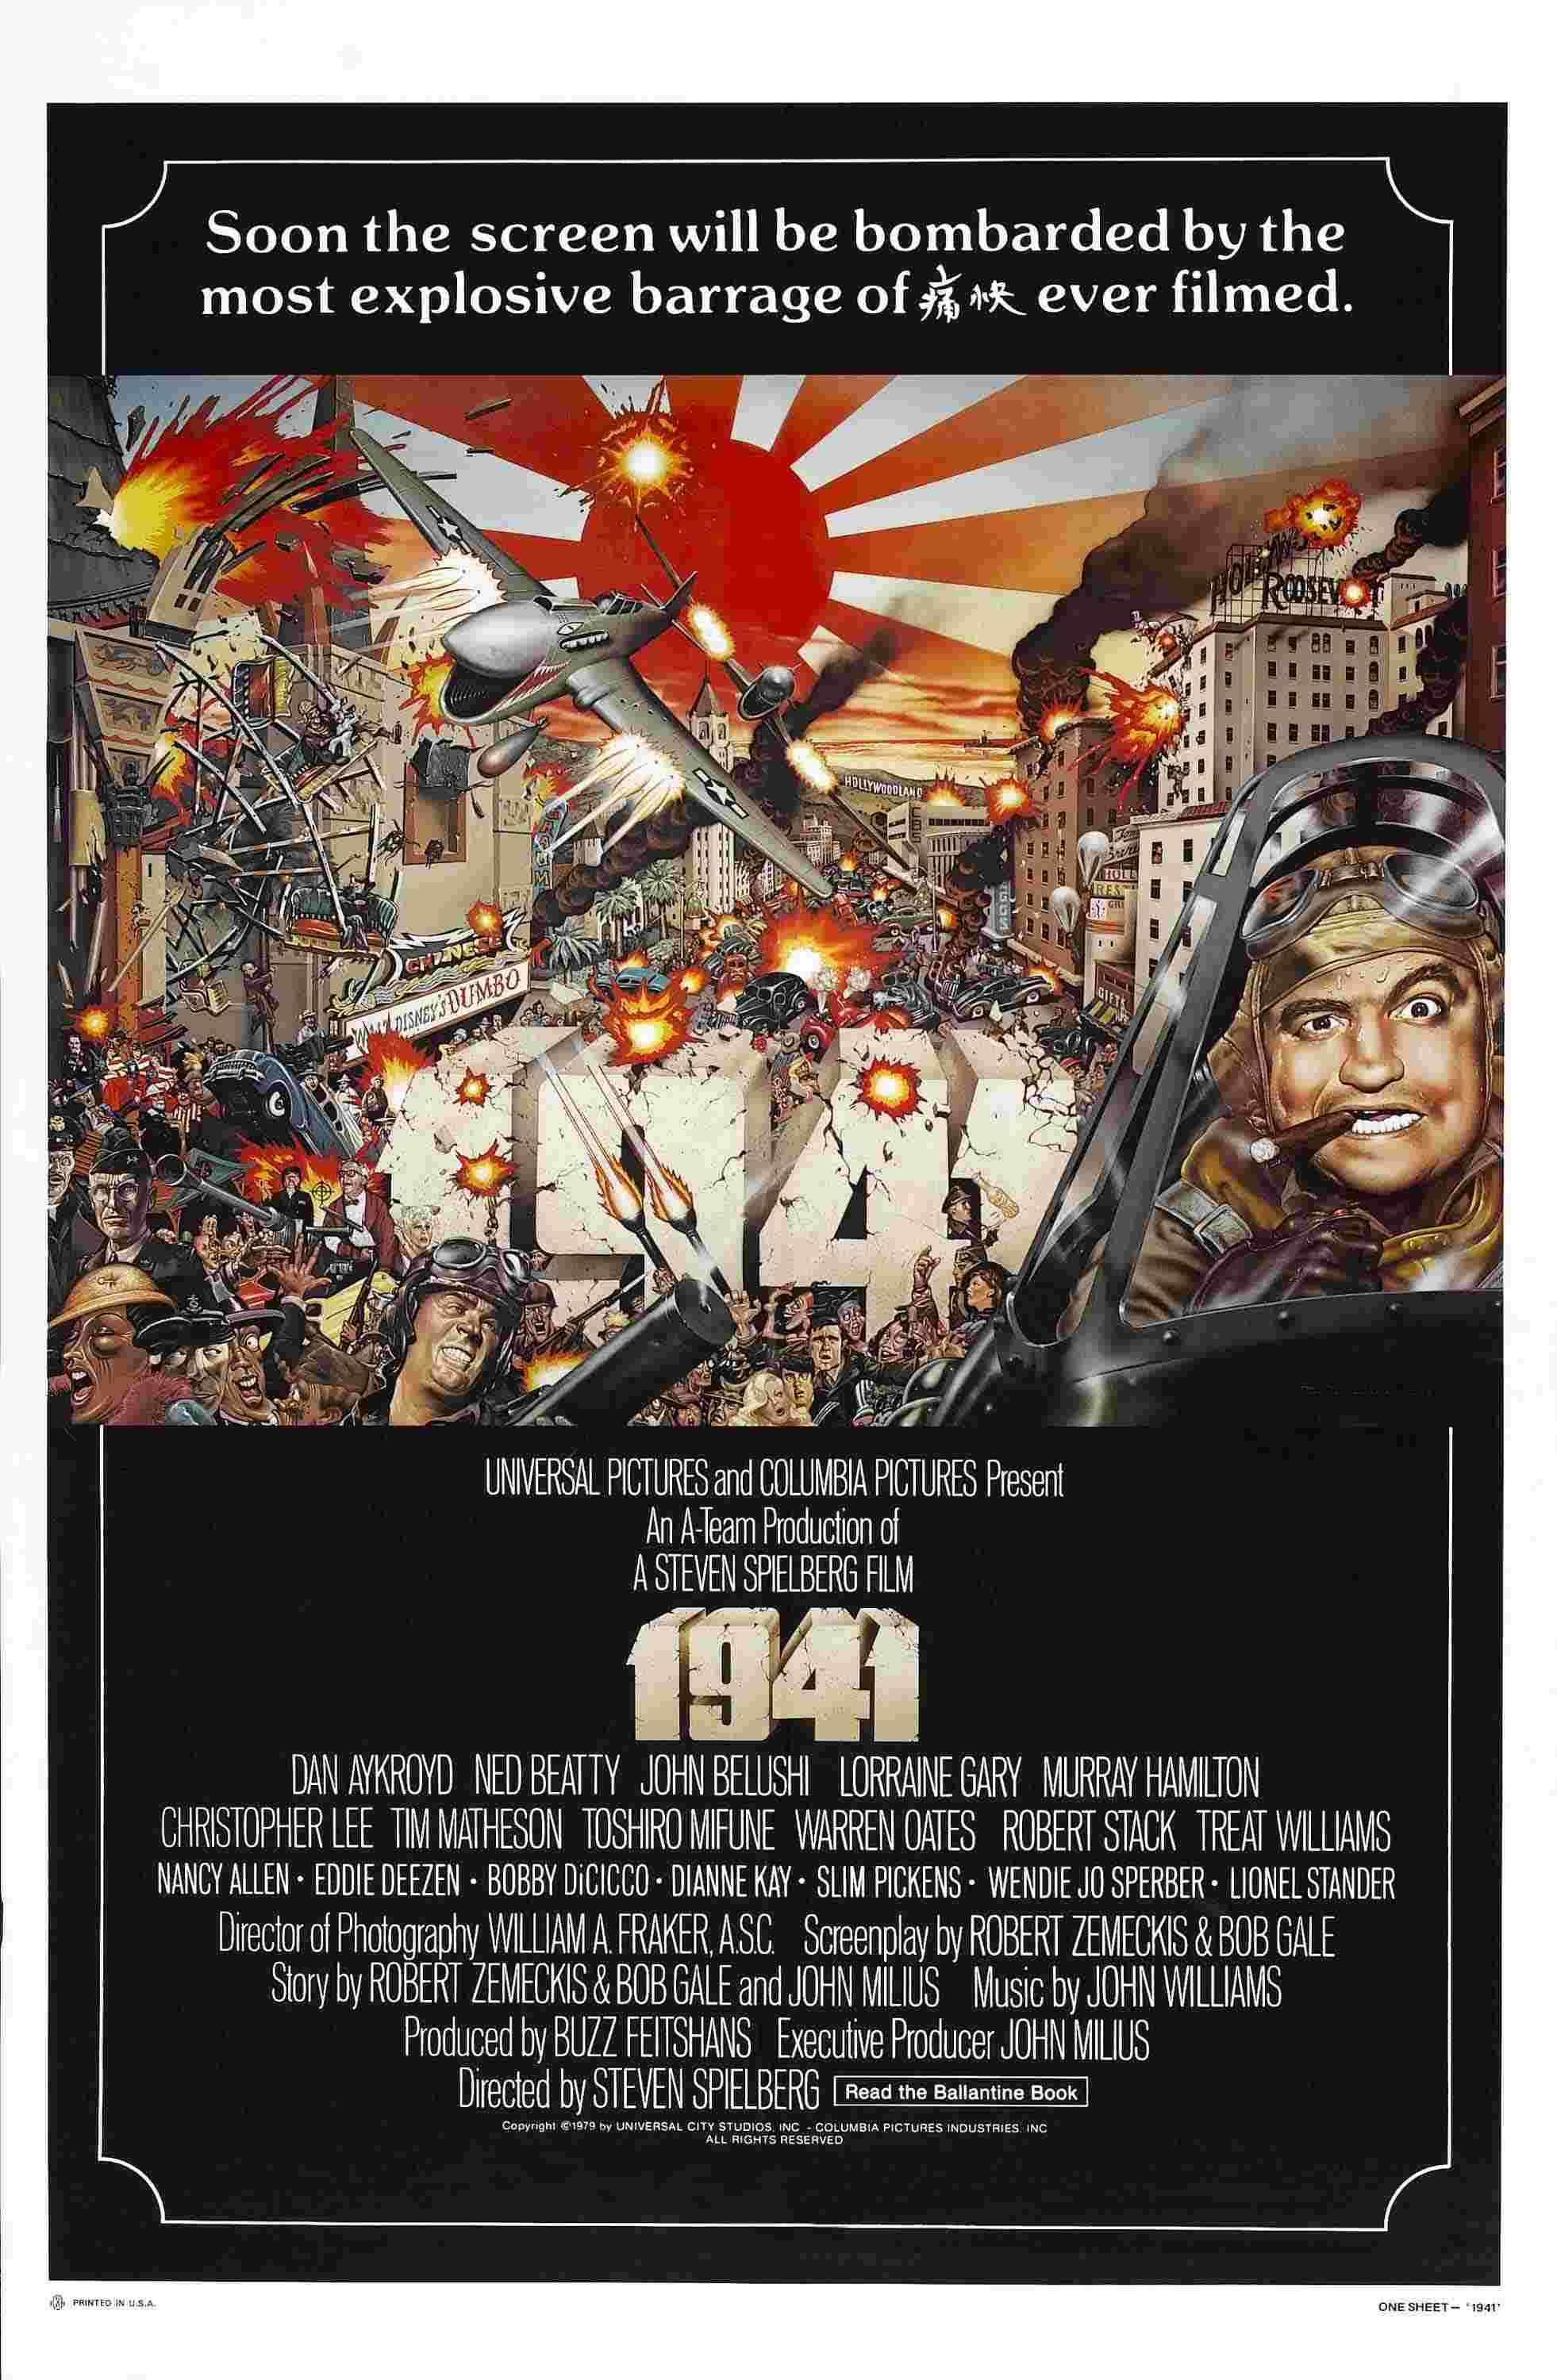 Soon the screen will be bombarded by the
most explosive barrage of 痛快 ever filmed.
HOLLYWOODLAND
CHINESE
WALT DISNEY'S DUMBO
GIFTS
1941
UNIVERSAL PICTURES and COLUMBIA PICTURES Present
An A-Team Production of
A STEVEN SPIELBERG FILM
1941
DAN AYKROYD NED BEATTY JOHN BELUSHI LORRAINE GARY MURRAY HAMILTON
CHRISTOPHER LEE TIM MATHESON TOSHIRO MIFUNE WARREN OATES ROBERT STACK TREAT WILLIAMS
NANCY ALLEN • EDDIE DEEZEN • BOBBY DiCICCO • DIANNE KAY • SLIM PICKENS • WENDIE JO SPERBER • LIONEL STANDER
Director of Photography WILLIAM A. FRAKER, A.S.C. Screenplay by ROBERT ZEMECKIS & BOB GALE
Story by ROBERT ZEMECKIS & BOB GALE and JOHN MILIUS Music by JOHN WILLIAMS
Produced by BUZZ FEITSHANS Executive Producer JOHN MILIUS
Directed by STEVEN SPIELBERG Read the Ballantine Book
Copyright ©1979 by UNIVERSAL CITY STUDIOS, INC - COLUMBIA PICTURES INDUSTRIES, INC
ALL RIGHTS RESERVED
PRINTED IN U.S.A.
ONE SHEET— "1941"